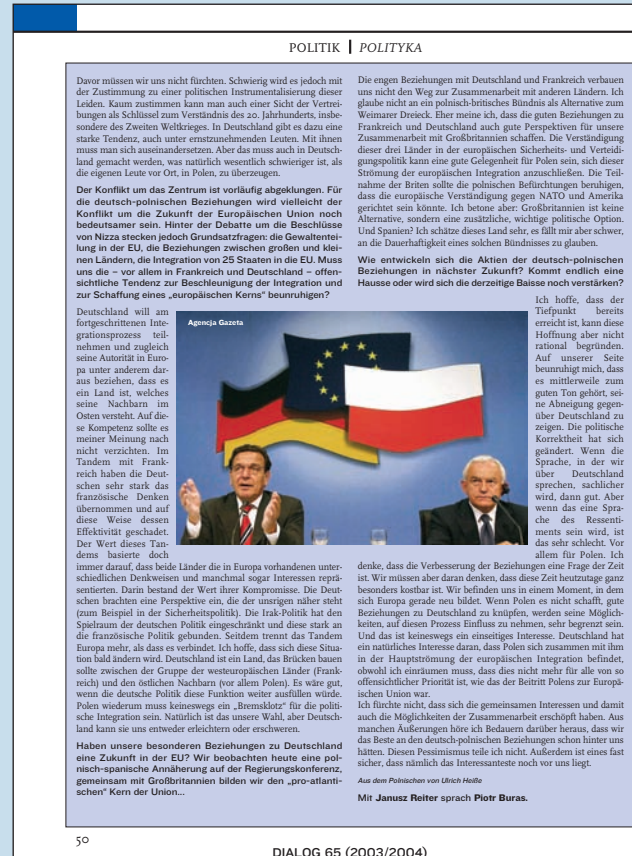 POLITIK | POLITYKA
Davor müssen wir uns nicht fürchten. Schwierig wird es jedoch mit
der Zustimmung zu einer politischen Instrumentalisierung dieser
Leiden. Kaum zustimmen kann man auch einer Sicht der Vertrei-
bungen als Schlüssel zum Verständnis des 20. Jahrhunderts, insbe-
sondere des Zweiten Weltkrieges. In Deutschland gibt es dazu eine
starke Tendenz, auch unter ernstzunehmenden Leuten. Mit ihnen
muss man sich auseinandersetzen. Aber das muss auch in Deutsch-
land gemacht werden, was natürlich wesentlich schwieriger ist, als
die eigenen Leute vor Ort, in Polen, zu überzeugen.
Der Konflikt um das Zentrum ist vorläufig abgeklungen. Für
die deutsch-polnischen Beziehungen wird vielleicht der
Konflikt um die Zukunft der Europäischen Union noch
bedeutsamer sein. Hinter der Debatte um die Beschlüsse
von Nizza stecken jedoch Grundsatzfragen: die Gewaltentei-
lung in der EU, die Beziehungen zwischen großen und klei-
nen Ländern, die Integration von 25 Staaten in die EU. Muss
uns die – vor allem in Frankreich und Deutschland – offen-
sichtliche Tendenz zur Beschleunigung der Integration und
zur Schaffung eines „europäischen Kerns" beunruhigen?
Deutschland will am
fortgeschrittenen Inte-
grationsprozess teil-
nehmen und zugleich
seine Autorität in Euro-
pa unter anderem dar-
aus beziehen, dass es
ein Land ist, welches
seine Nachbarn im
Osten versteht. Auf die-
se Kompetenz sollte es
meiner Meinung nach
nicht verzichten. Im
Tandem mit Frank-
reich haben die Deut-
schen sehr stark das
französische Denken
übernommen und auf
diese Weise dessen
Effektivität geschadet.
Der Wert dieses Tan-
dems basierte doch
immer darauf, dass beide Länder die in Europa vorhandenen unter-
schiedlichen Denkweisen und manchmal sogar Interessen reprä-
sentierten. Darin bestand der Wert ihrer Kompromisse. Die Deut-
schen brachten eine Perspektive ein, die der unsrigen näher steht
(zum Beispiel in der Sicherheitspolitik). Die Irak-Politik hat den
Spielraum der deutschen Politik eingeschränkt und diese stark an
die französische Politik gebunden. Seitdem trennt das Tandem
Europa mehr, als dass es verbindet. Ich hoffe, dass sich diese Situa-
tion bald ändern wird. Deutschland ist ein Land, das Brücken bauen
sollte zwischen der Gruppe der westeuropäischen Länder (Frank-
reich) und den östlichen Nachbarn (vor allem Polen). Es wäre gut,
wenn die deutsche Politik diese Funktion weiter ausfüllen würde.
Polen wiederum muss keineswegs ein „Bremsklotz" für die politi-
sche Integration sein. Natürlich ist das unsere Wahl, aber Deutsch-
land kann sie uns entweder erleichtern oder erschweren.
Haben unsere besonderen Beziehungen zu Deutschland
eine Zukunft in der EU? Wir beobachten heute eine pol-
nisch-spanische Annäherung auf der Regierungskonferenz,
gemeinsam mit Großbritannien bilden wir den „pro-atlanti-
schen" Kern der Union...
Agencja Gazeta
Die engen Beziehungen mit Deutschland und Frankreich verbauen
uns nicht den Weg zur Zusammenarbeit mit anderen Ländern. Ich
glaube nicht an ein polnisch-britisches Bündnis als Alternative zum
Weimarer Dreieck. Eher meine ich, dass die guten Beziehungen zu
Frankreich und Deutschland auch gute Perspektiven für unsere
Zusammenarbeit mit Großbritannien schaffen. Die Verständigung
dieser drei Länder in der europäischen Sicherheits- und Verteidi-
gungspolitik kann eine gute Gelegenheit für Polen sein, sich dieser
Strömung der europäischen Integration anzuschließen. Die Teil-
nahme der Briten sollte die polnischen Befürchtungen beruhigen,
dass die europäische Verständigung gegen NATO und Amerika
gerichtet sein könnte. Ich betone aber: Großbritannien ist keine
Alternative, sondern eine zusätzliche, wichtige politische Option.
Und Spanien? Ich schätze dieses Land sehr, es fällt mir aber schwer,
an die Dauerhaftigkeit eines solchen Bündnisses zu glauben.
Wie entwickeln sich die Aktien der deutsch-polnischen
Beziehungen in nächster Zukunft? Kommt endlich eine
Hausse oder wird sich die derzeitige Baisse noch verstärken?
Ich hoffe, dass der
Tiefpunkt bereits
erreicht ist, kann diese
Hoffnung aber nicht
rational begründen.
Auf unserer Seite
beunruhigt mich, dass
es mittlerweile zum
guten Ton gehört, sei-
ne Abneigung gegen-
über Deutschland zu
zeigen. Die politische
Korrektheit hat sich
geändert. Wenn die
Sprache, in der wir
über Deutschland
sprechen, sachlicher
wird, dann gut. Aber
wenn das eine Spra-
che des Ressenti-
ments sein wird, ist
das sehr schlecht. Vor
allem für Polen. Ich
denke, dass die Verbesserung der Beziehungen eine Frage der Zeit
ist. Wir müssen aber daran denken, dass diese Zeit heutzutage ganz
besonders kostbar ist. Wir befinden uns in einem Moment, in dem
sich Europa gerade neu bildet. Wenn Polen es nicht schafft, gute
Beziehungen zu Deutschland zu knüpfen, werden seine Möglich-
keiten, auf diesen Prozess Einfluss zu nehmen, sehr begrenzt sein.
Und das ist keineswegs ein einseitiges Interesse. Deutschland hat
ein natürliches Interesse daran, dass Polen sich zusammen mit ihm
in der Hauptströmung der europäischen Integration befindet,
obwohl ich einräumen muss, dass dies nicht mehr für alle von so
offensichtlicher Priorität ist, wie das der Beitritt Polens zur Europä-
ischen Union war.
Ich fürchte nicht, dass sich die gemeinsamen Interessen und damit
auch die Möglichkeiten der Zusammenarbeit erschöpft haben. Aus
manchen Äußerungen höre ich Bedauern darüber heraus, dass wir
das Beste an den deutsch-polnischen Beziehungen schon hinter uns
hätten. Diesen Pessimismus teile ich nicht. Außerdem ist eines fast
sicher, dass nämlich das Interessanteste noch vor uns liegt.
Aus dem Polnischen von Ulrich Heiße
Mit Janusz Reiter sprach Piotr Buras.
50
DIALOG 65 (2003/2004)